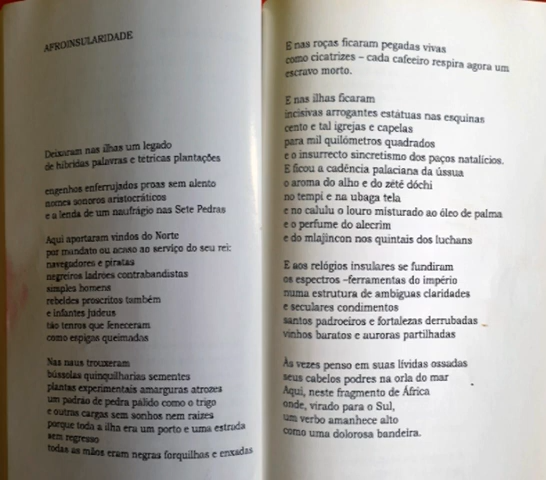 AFROINSULARIDADE
Deixaram nas ilhas um legado
de híbridas palavras e tétricas plantações
engenhos enferrujados proas sem alento
nomes sonoros aristocráticos
e a lenda de um naufrágio nas Sete Pedras
Aqui aportaram vindos do Norte
por mandato ou acaso ao serviço do seu rei:
navegadores e piratas
negreiros ladrões contrabandistas
simples homens
rebeldes proscritos também
e infantes judeus
tão tenros que feneceram
como espigas queimadas
Nas naus trouxeram
bússolas quinquilharias sementes
plantas experimentais amarguras atrozes
um padrão de pedra pálido como o trigo
e outras cargas sem sonhos nem raízes
porque toda a ilha era um porto e uma estrada
sem regresso
todas as mãos eram negras forquilhas e enxadas
E nas roças ficaram pegadas vivas
como cicatrizes – cada cafeeiro respira agora um
escravo morto.
E nas ilhas ficaram
incisivas arrogantes estátuas nas esquinas
cento e tal igrejas e capelas
para mil quilómetros quadrados
e o insurrecto sincretismo dos paços natalícios.
E ficou a cadência palaciana da ússua
o aroma do alho e do zêtê dóchi
no tempi e na ubaga tela
e no calulu o louro misturado ao óleo de palma
e o perfume do alecrim
e do mlajincon nos quintais dos luchans
E aos relógios insulares se fundiram
os espectros –ferramentas do império
numa estrutura de ambíguas claridades
e seculares condimentos
santos padroeiros e fortalezas derrubadas
vinhos baratos e auroras partilhadas
Às vezes penso em suas lívidas ossadas
seus cabelos podres na orla do mar
Aqui, neste fragmento de África
onde, virado para o Sul,
um verbo amanhece alto
como uma dolorosa bandeira.